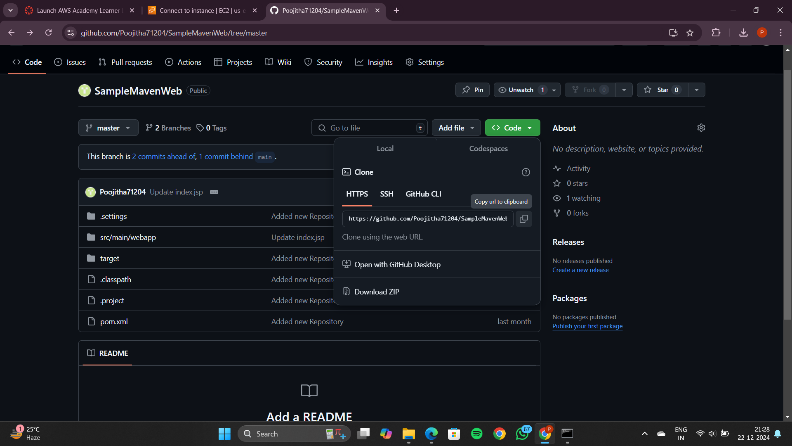 Launch AWS Academy Learner
Connect to instance | EC2 | us-
Poojitha71204/SampleMavenW
github.com/Poojitha71204/SampleMavenWeb/tree/master
P
Code
Issues
Pull requests
Actions
Projects
Wiki
Security
Insights
Settings
SampleMavenWeb
Public
Pin
Unwatch 1
Fork 0
Star 0
master
2 Branches
0 Tags
Go to file
t
Add file
Code
About
No description, website, or topics provided.
Activity
0 stars
1 watching
0 forks
Releases
No releases published
Create a new release
Packages
No packages published
Publish your first package
This branch is 2 commits ahead of, 1 commit behind main .
Local
Codespaces
Clone
HTTPS
SSH
GitHub CLI
Copy url to clipboard
https://github.com/Poojitha71204/SampleMavenWel
Clone using the web URL.
Open with GitHub Desktop
Download ZIP
Poojitha71204 Update index.jsp
.settings
Added new Reposit
src/main/webapp
Update index.jsp
target
Added new Reposit
.classpath
Added new Reposit
.project
Added new Reposit
pom.xml
Added new Repository
last month
README
Add a README
1
25°C
Haze
Search
ENG
IN
21:28
22-12-2024